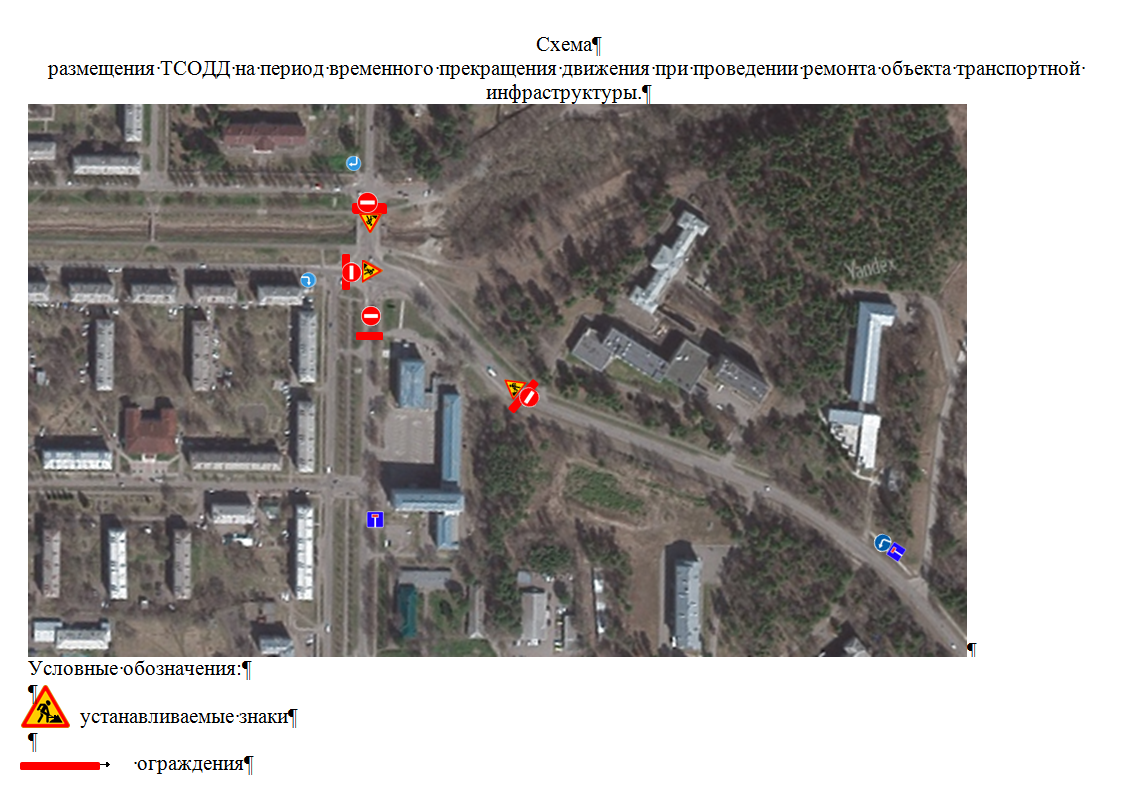 Схема¶
размещения·ТСОДД·на·период·временного·прекращения·движения·при·проведении·ремонта·объекта·транспортной·
инфраструктуры.¶
Yandex
¶
Условные·обозначения:¶
¶
устанавливаемые·знаки¶
¶
·ограждения¶